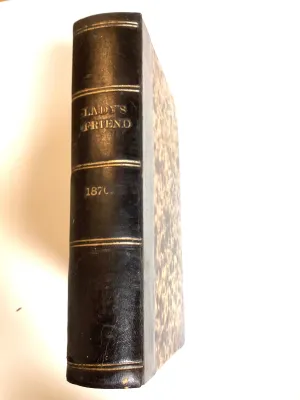 LADY'S
FRIEND
1870.